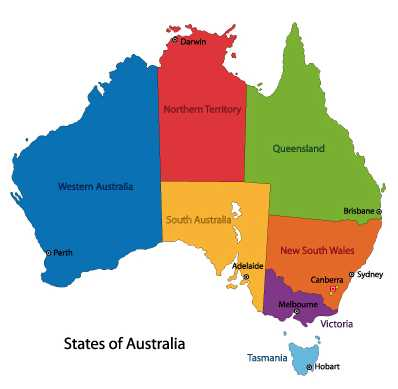 Darwin
Northern Territory
Queensland
Western Australia
South Australia
Brisbane
Perth
New South Wales
Adelaide
Sydney
Canberra
Melbourne
Victoria
States of Australia
Tasmania
Hobart